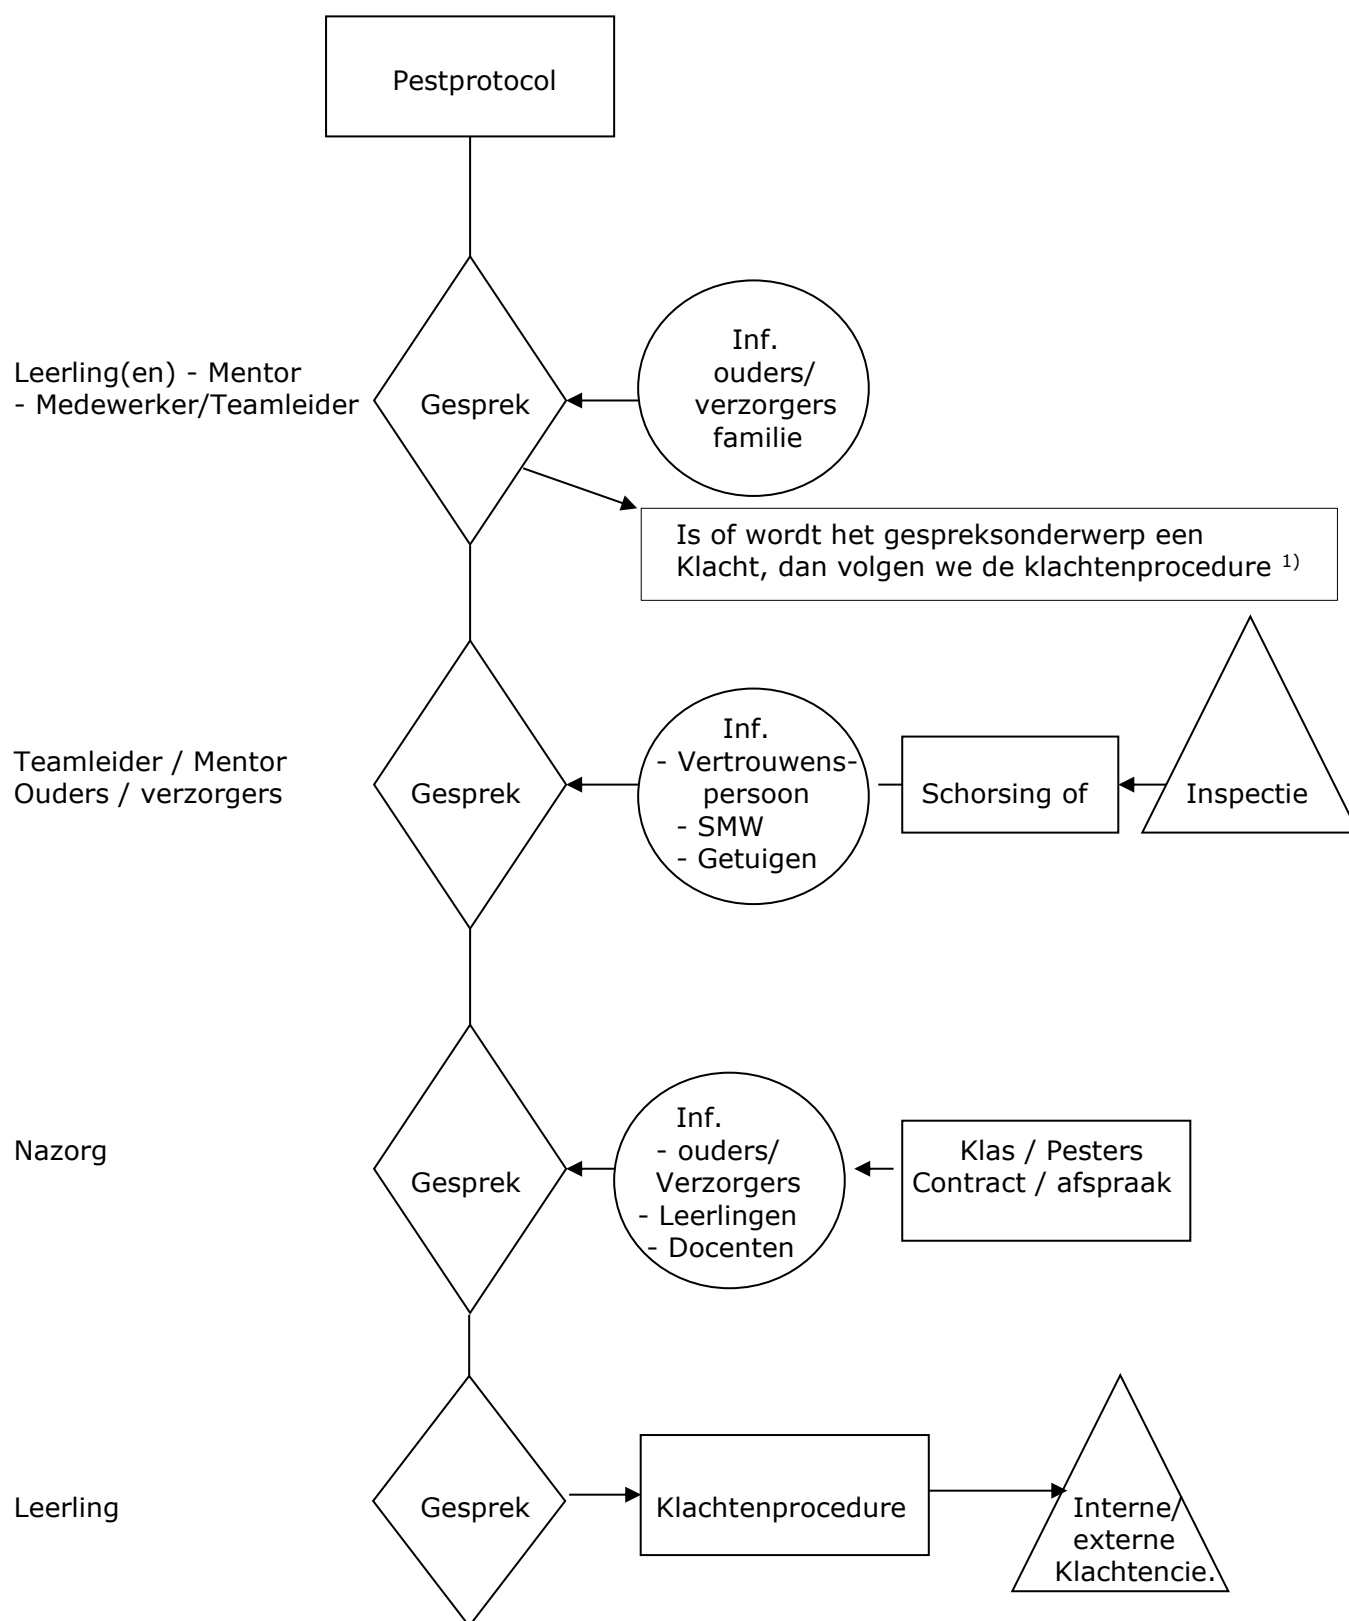 Pestprotocol
Inf.
ouders/
verzorgers
familie
Leerling(en) - Mentor
- Medewerker/Teamleider
Gesprek
Is of wordt het gespreksonderwerp een
Klacht, dan volgen we de klachtenprocedure ¹⁾
Teamleider / Mentor
Ouders / verzorgers
Gesprek
Inf.
- Vertrouwens-
persoon
- SMW
- Getuigen
Schorsing of
Inspectie
Nazorg
Gesprek
Inf.
- ouders/
Verzorgers
- Leerlingen
- Docenten
Klas / Pesters
Contract / afspraak
Leerling
Gesprek
Klachtenprocedure
Interne/
externe
Klachtencie.